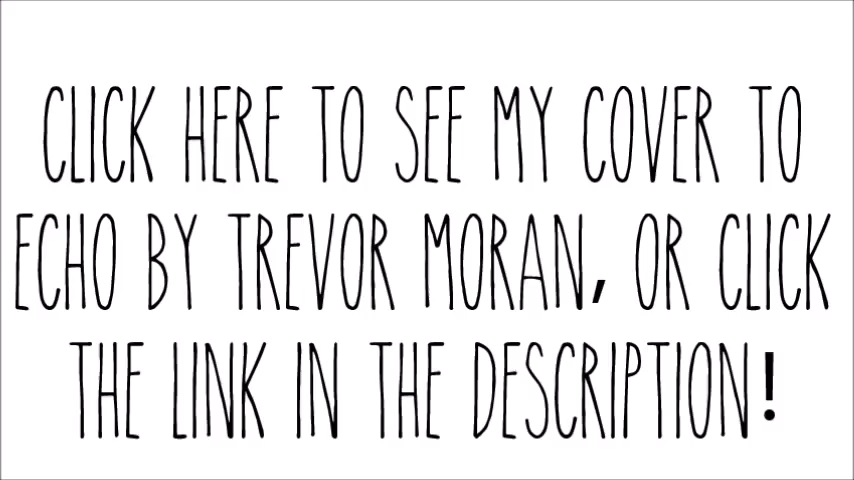 CLICK HERE TO SEE MY COVER TO
ECHO BY TREVOR MORAN, OR CLICK
THE LINK IN THE DESCRIPTION!